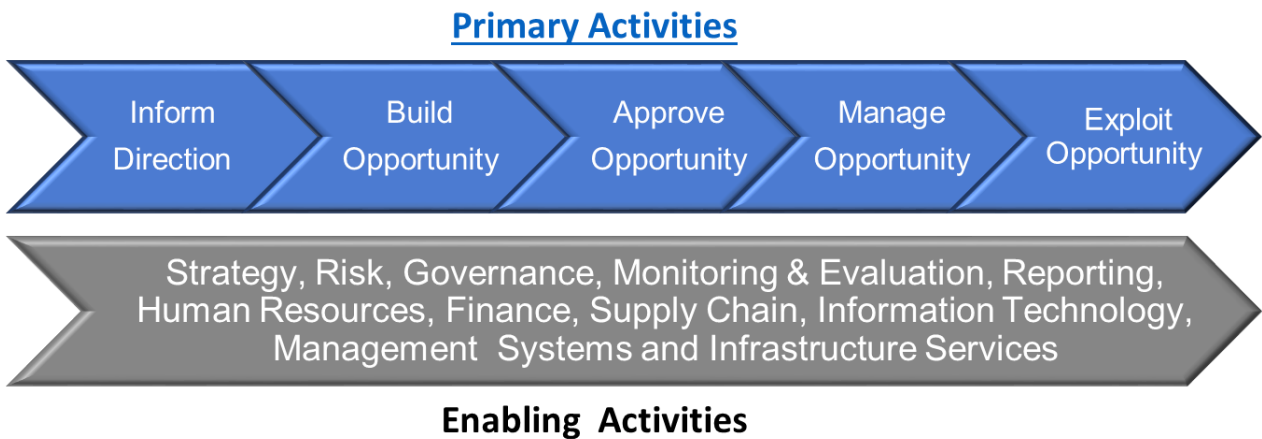 Primary Activities
Inform
Direction
Build
Opportunity
Approve
Opportunity
Manage
Opportunity
Exploit
Opportunity
Strategy, Risk, Governance, Monitoring & Evaluation, Reporting,
Human Resources, Finance, Supply Chain, Information Technology,
Management  Systems and Infrastructure Services
Enabling  Activities